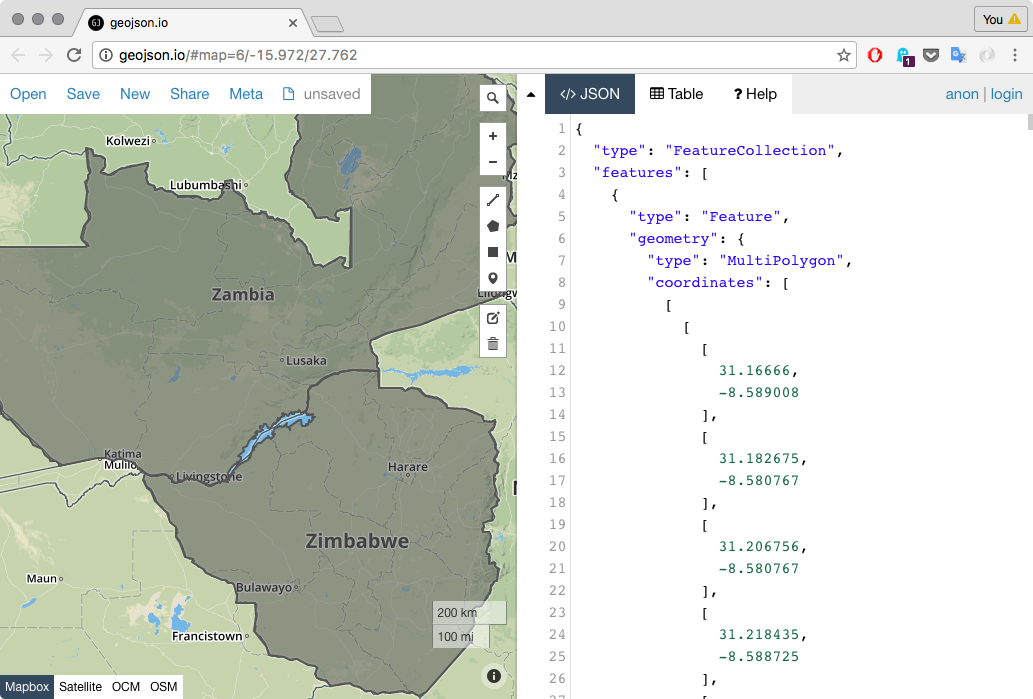 geojson.io
You
geojson.io/#map=6/-15.972/27.762
1
Open Save New Share Meta unsaved
</> JSON Table ? Help
anon | login
Kolwezi
Lubumbashi
Zambia
Lusaka
Katima
Mulilo
Livingstone
Harare
Zimbabwe
Maun
Bulawayo
Francistown
+
−
200 km
100 mi
Mapbox Satellite OCM OSM
1 {
2 "type": "FeatureCollection",
3 "features": [
4 {
5 "type": "Feature",
6 "geometry": {
7 "type": "MultiPolygon",
8 "coordinates": [
9 [
10 [
11 [
12 31.16666,
13 -8.589008
14 ],
15 [
16 31.182675,
17 -8.580767
18 ],
19 [
20 31.206756,
21 -8.580767
22 ],
23 [
24 31.218435,
25 -8.588725
26 ],